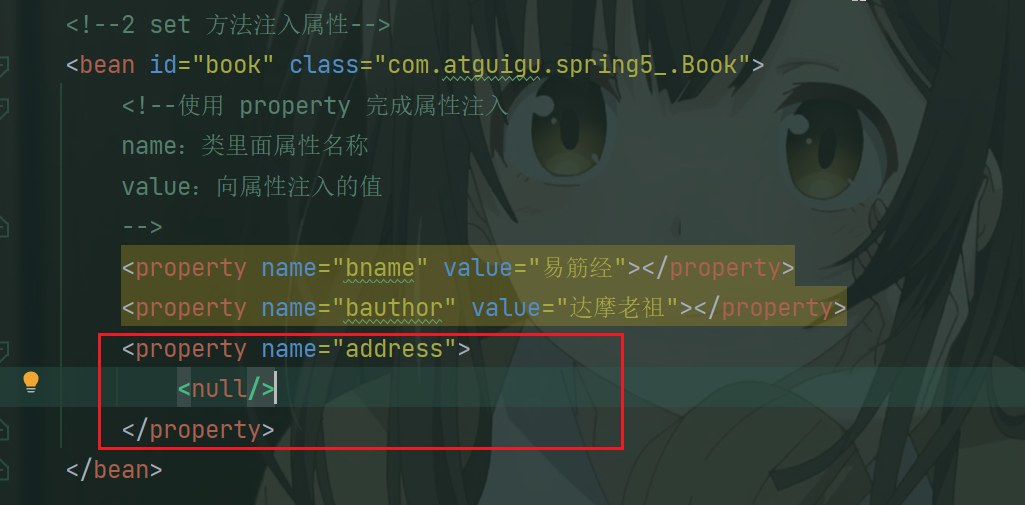 <!--2 set 方法注入属性-->
<bean id="book" class="com.atguigu.spring5_.Book">
<!--使用 property 完成属性注入
name：类里面属性名称
value：向属性注入的值
-->
<property name="bname" value="易筋经"></property>
<property name="bauthor" value="达摩老祖"></property>
<property name="address">
<null/>
</property>
</bean>